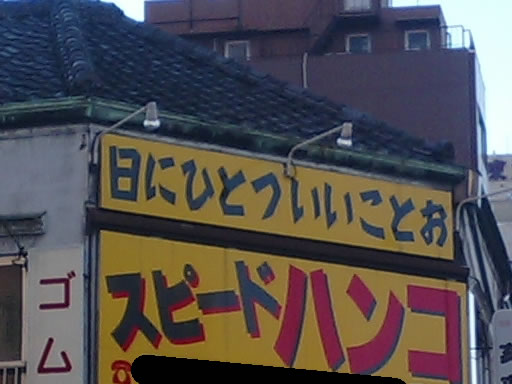 日にひとついいことお
スピードハンコ
ゴム